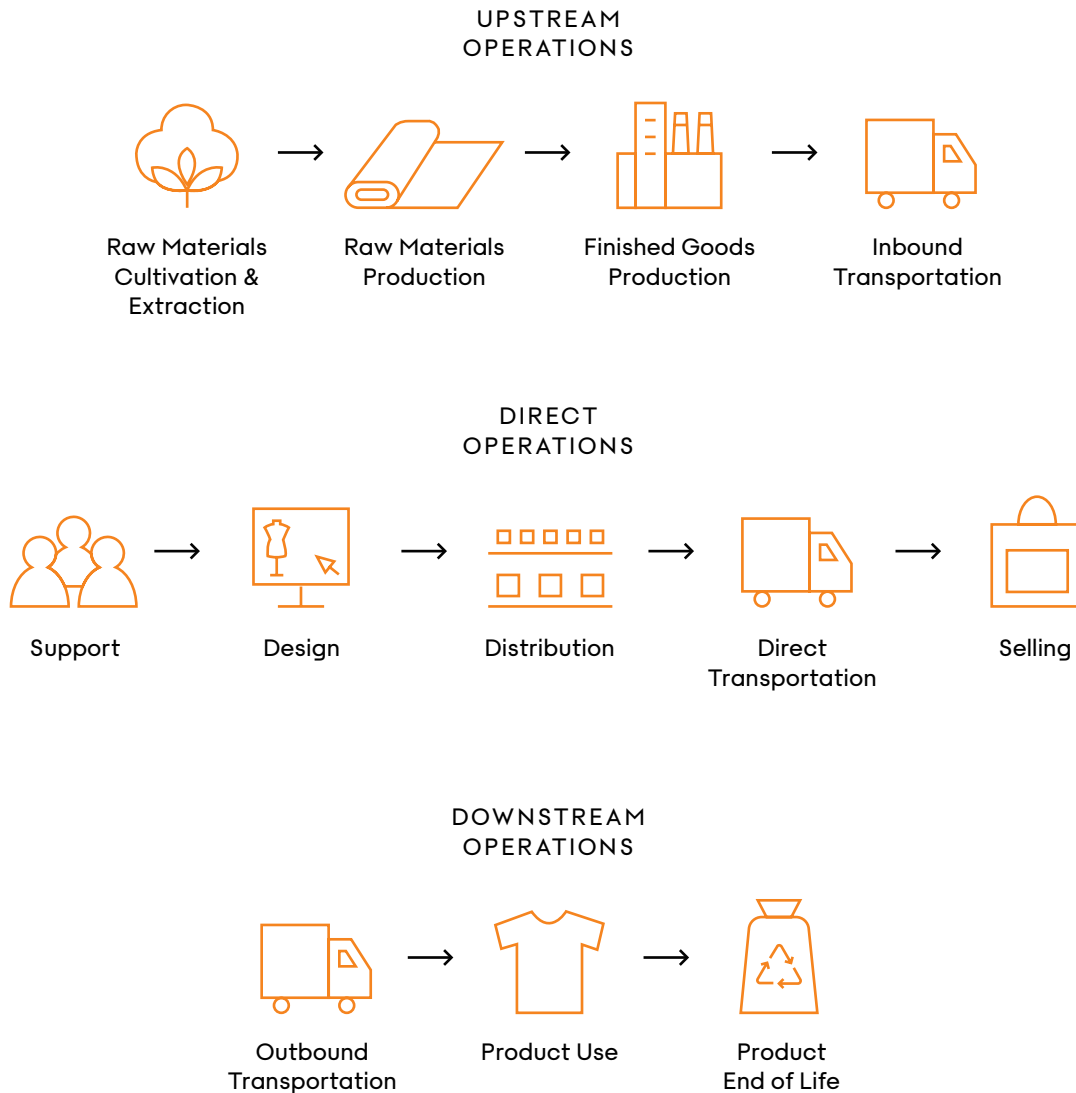 UPSTREAM
OPERATIONS
Raw Materials
Cultivation &
Extraction
Raw Materials
Production
Finished Goods
Production
Inbound
Transportation
DIRECT
OPERATIONS
Support
Design
Distribution
Direct
Transportation
Selling
DOWNSTREAM
OPERATIONS
Outbound
Transportation
Product Use
Product
End of Life